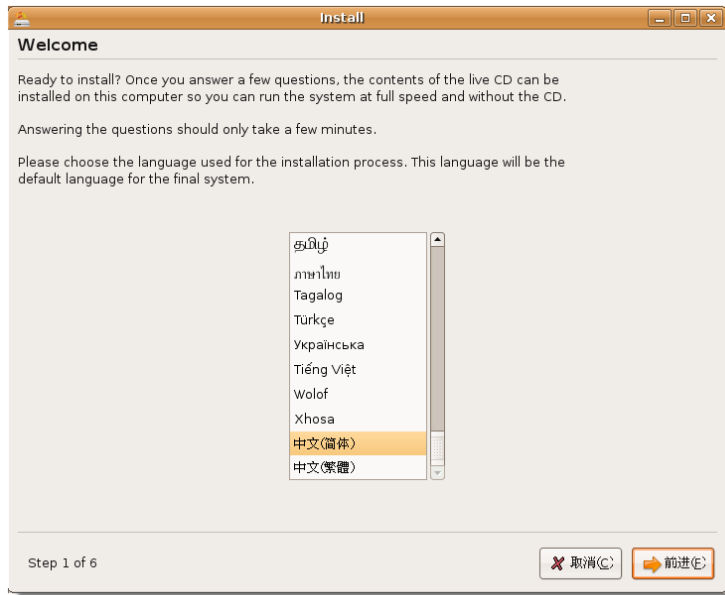 Install
Welcome
Ready to install? Once you answer a few questions, the contents of the live CD can be
installed on this computer so you can run the system at full speed and without the CD.
Answering the questions should only take a few minutes.
Please choose the language used for the installation process. This language will be the
default language for the final system.
தமிழ்
ภาษาไทย
Tagalog
Türkçe
Українська
Tiếng Việt
Wolof
Xhosa
中文(简体)
中文(繁體)
Step 1 of 6
取消(C)
前进(F)